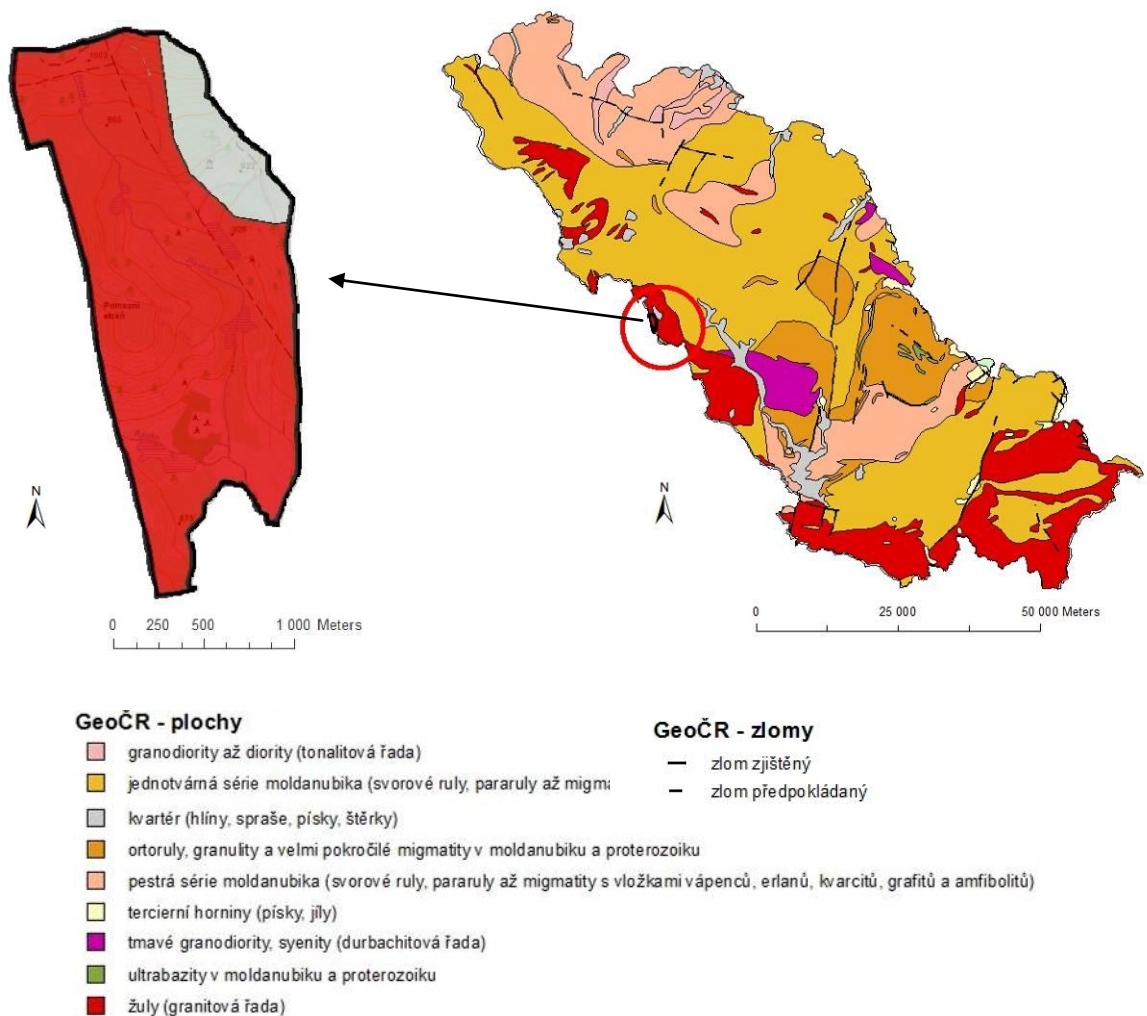 Pomezní
stráň
N
0 250 500 1 000 Meters
N
0 25 000 50 000 Meters
GeoČR - plochy
granodiority až diority (tonalitová řada)
jednotvárná série moldanubika (svorové ruly, pararuly až migma
kvartér (hlíny, spraše, písky, štěrky)
ortoruly, granulity a velmi pokročilé migmatity v moldanubiku a proterozoiku
pestrá série moldanubika (svorové ruly, pararuly až migmatity s vložkami vápenců, erlanů, kvarcitů, grafitů a amfibolitů)
tercierní horniny (písky, jíly)
tmavé granodiority, syenity (durbachitová řada)
ultrabazity v moldanubiku a proterozoiku
žuly (granitová řada)
GeoČR - zlomy
zlom zjištěný
zlom předpokládaný